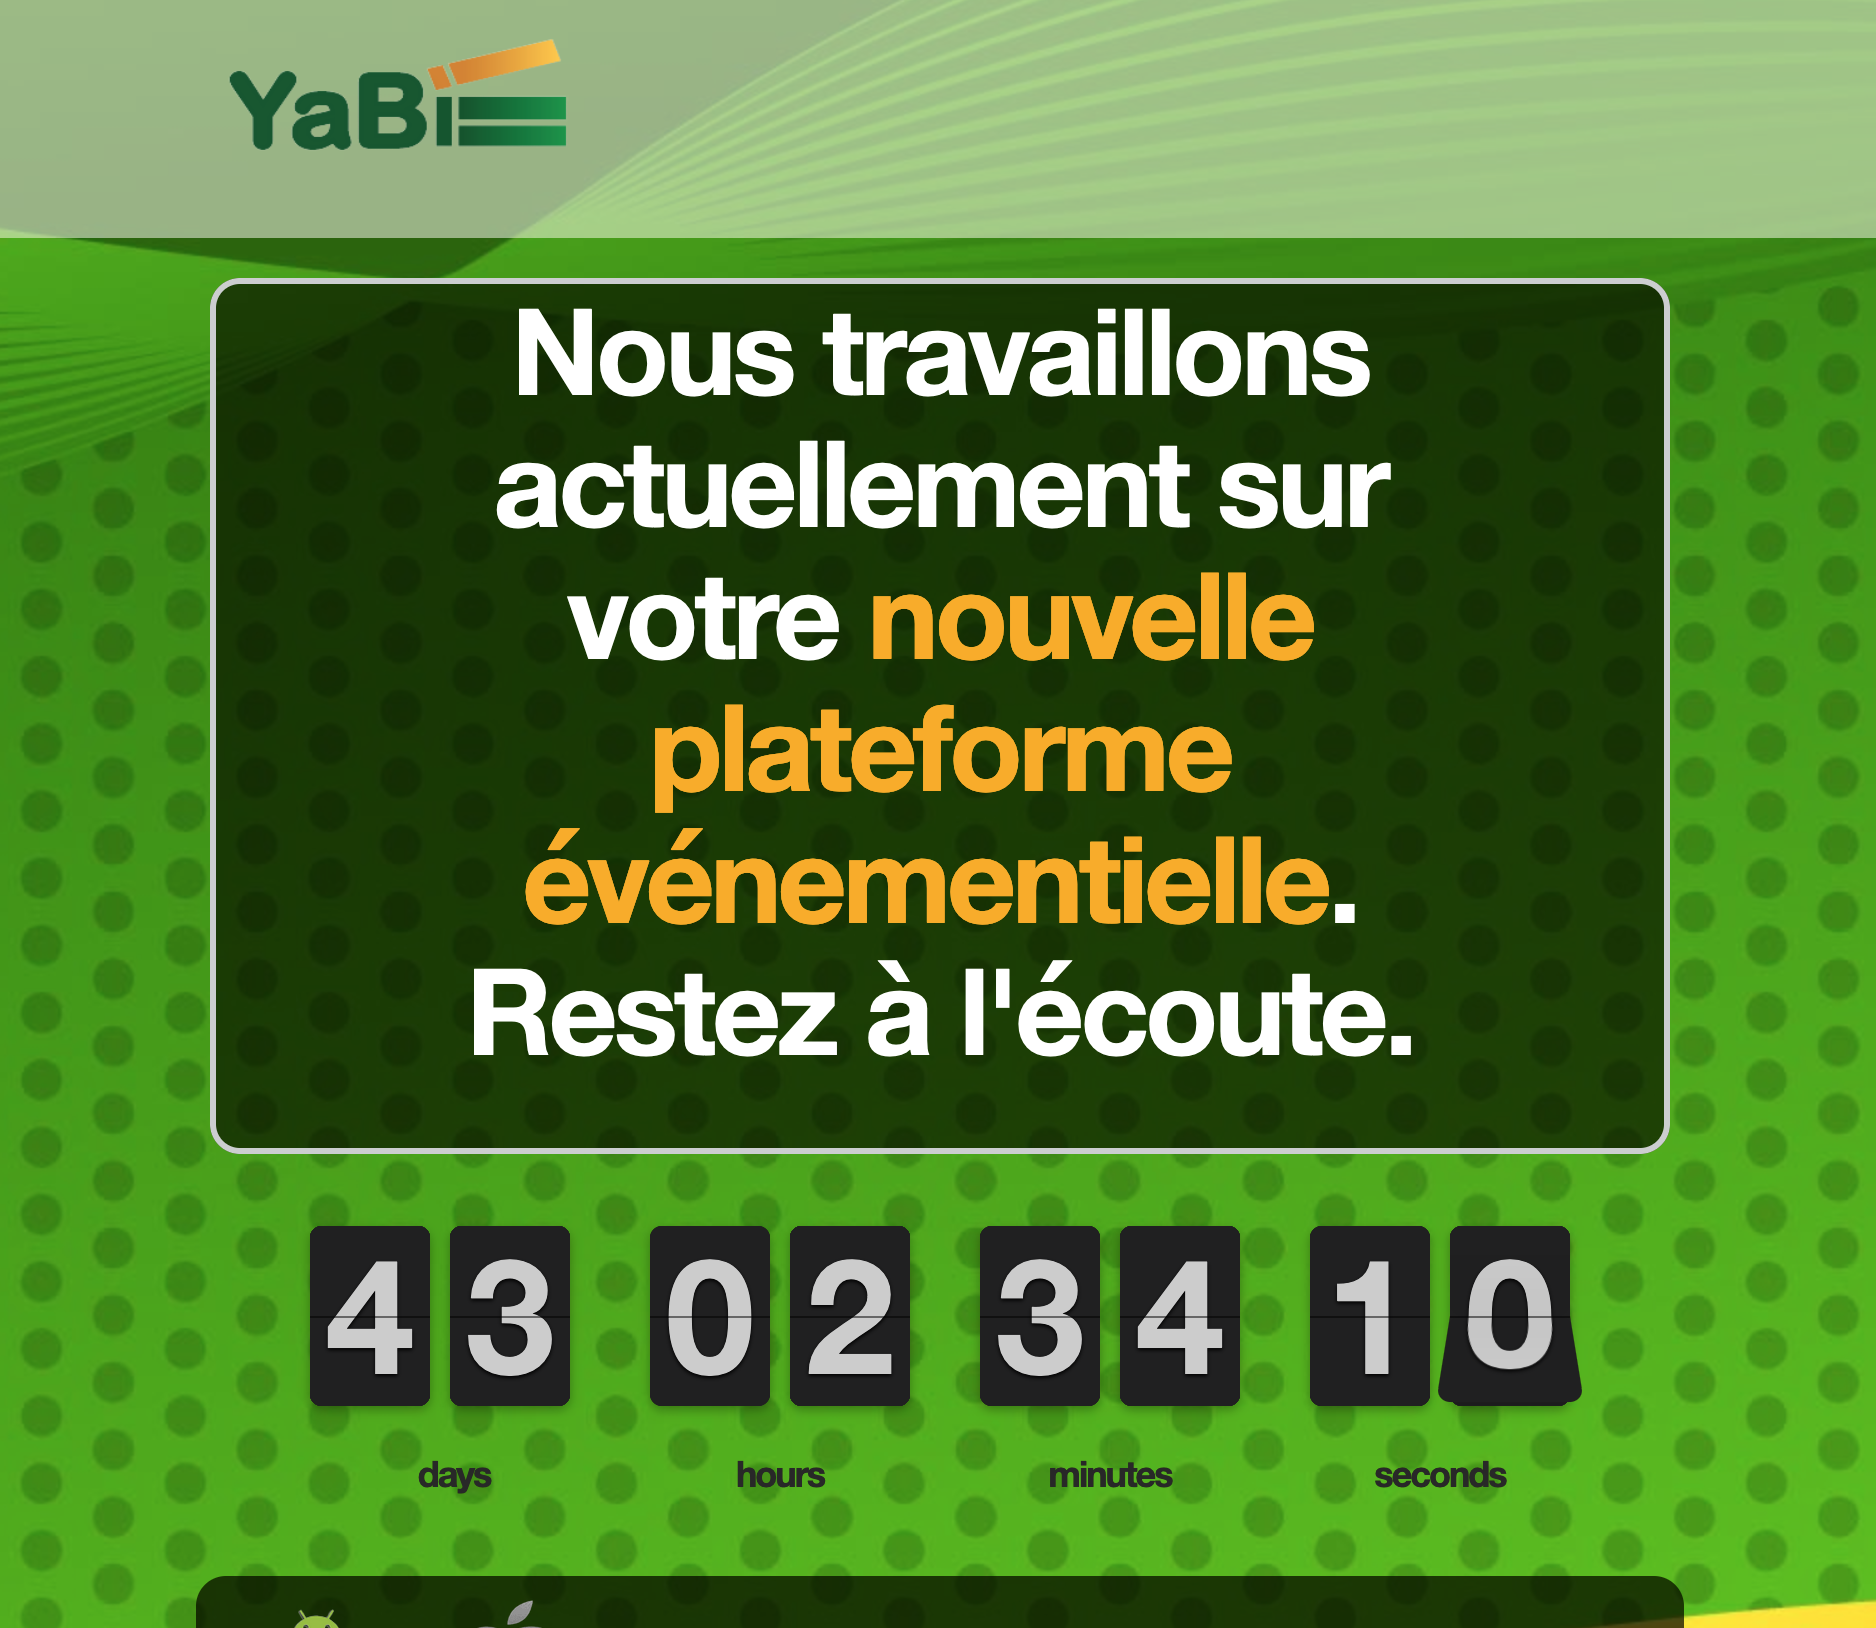 YaBi
Nous travaillons
actuellement sur
votre nouvelle
plateforme
événementielle.
Restez à l'écoute.
43 02 34 10
days hours minutes seconds